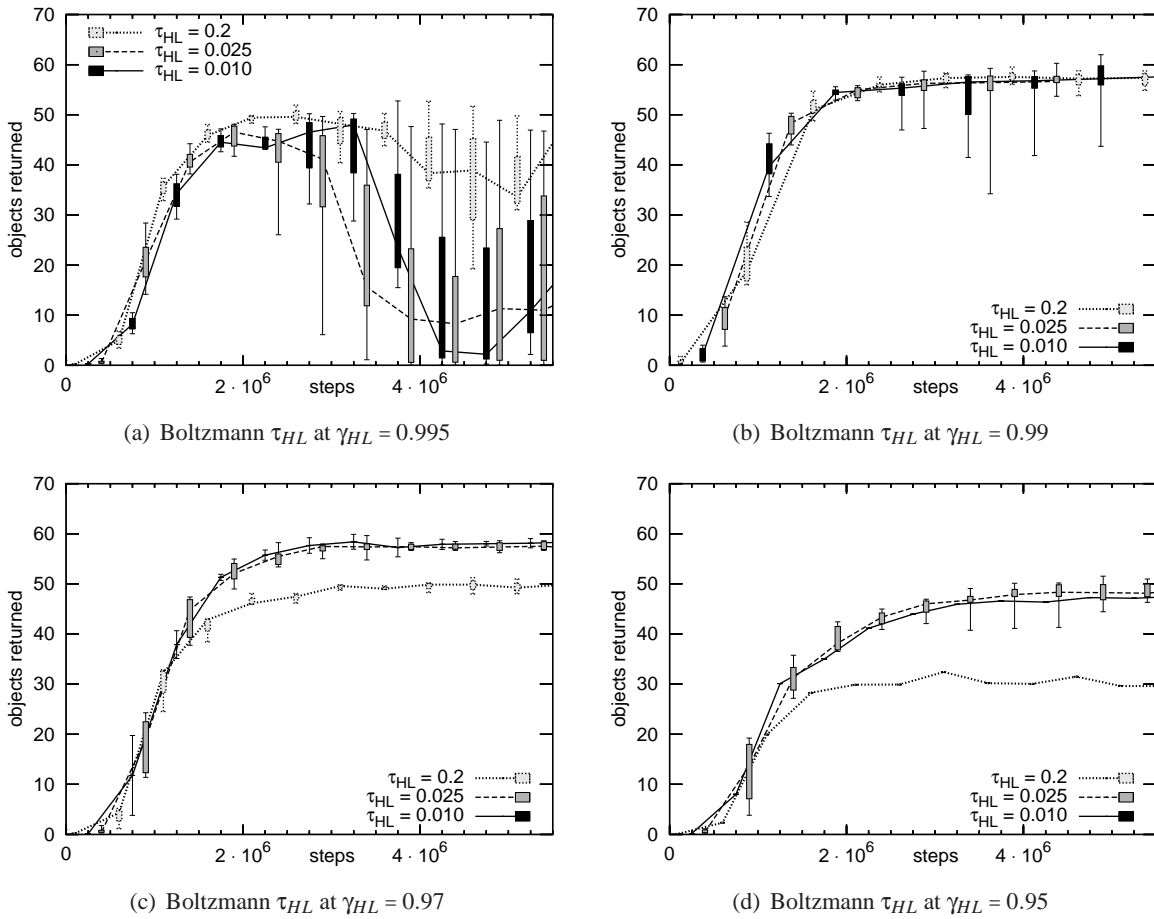 70
60
50
40
30
20
10
0
objects returned
τHL = 0.2
τHL = 0.025
τHL = 0.010
0
2 · 10^6
steps
4 · 10^6
(a) Boltzmann τHL at γHL = 0.995
70
60
50
40
30
20
10
0
objects returned
τHL = 0.2
τHL = 0.025
τHL = 0.010
0
2 · 10^6
steps
4 · 10^6
(b) Boltzmann τHL at γHL = 0.99
70
60
50
40
30
20
10
0
objects returned
τHL = 0.2
τHL = 0.025
τHL = 0.010
0
2 · 10^6
steps
4 · 10^6
(c) Boltzmann τHL at γHL = 0.97
70
60
50
40
30
20
10
0
objects returned
τHL = 0.2
τHL = 0.025
τHL = 0.010
0
2 · 10^6
steps
4 · 10^6
(d) Boltzmann τHL at γHL = 0.95